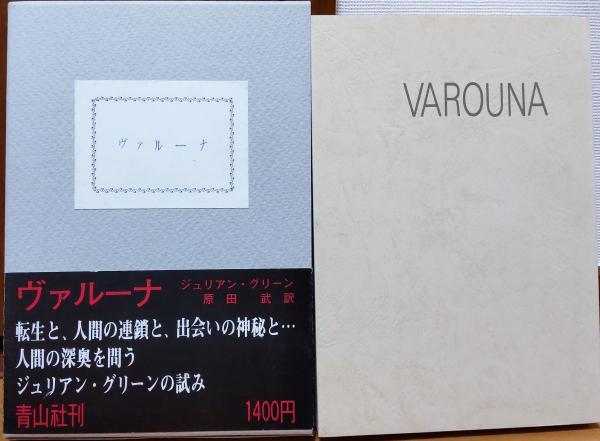 ヴァルーナ
ヴァルーナ
ジュリアン・グリーン
原田 武訳
転生と、人間の連鎖と、出会いの神秘と…
人間の深奥を問う
ジュリアン・グリーンの試み
青山社刊
1400円
VAROUNA